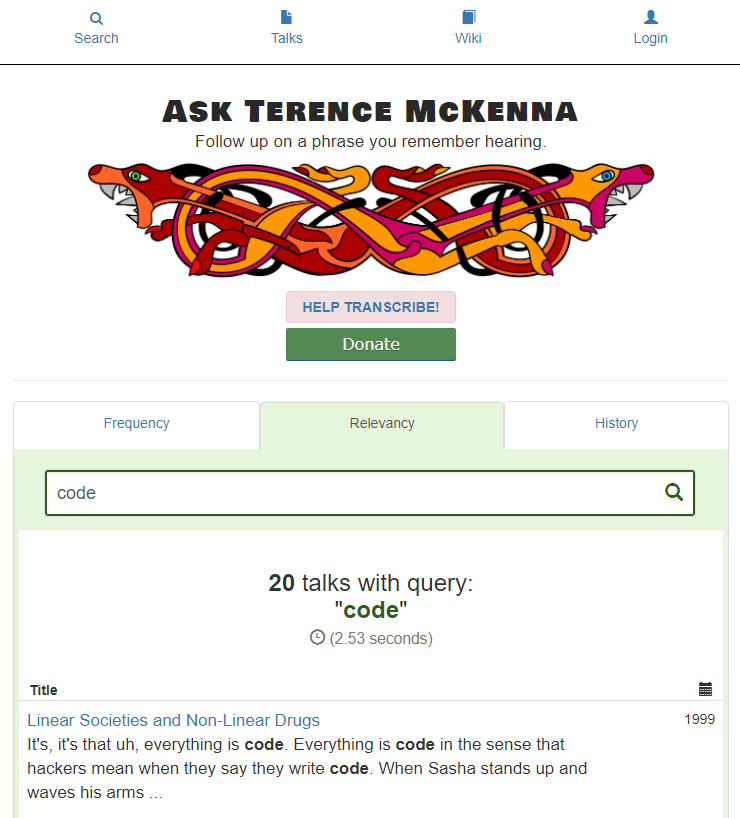 Search Talks Wiki Login
Ask Terence McKenna
Follow up on a phrase you remember hearing.
HELP TRANSCRIBE!
Donate
Frequency Relevancy History
code
20 talks with query:
"code"
(2.53 seconds)
Title
Linear Societies and Non-Linear Drugs 1999
It's, it's that uh, everything is code. Everything is code in the sense that
hackers mean when they say they write code. When Sasha stands up and
waves his arms ...